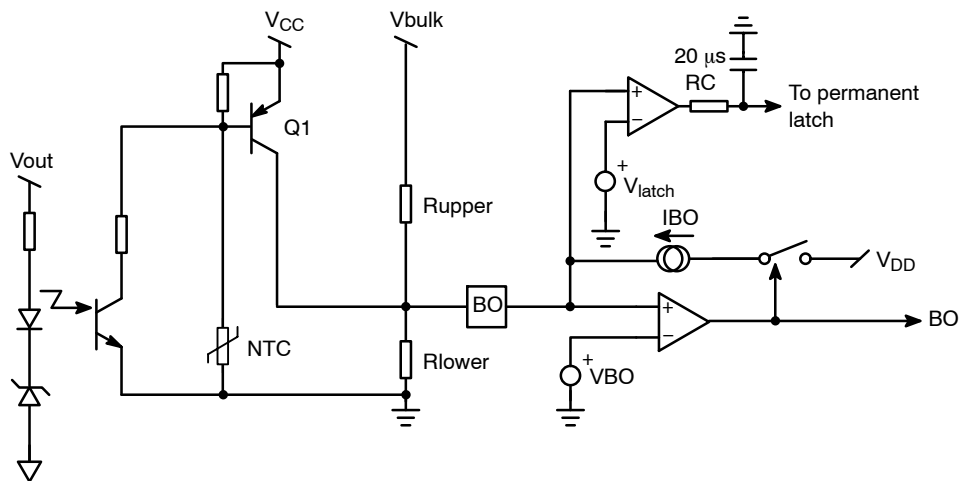 VCC
Vbulk
20 μs
RC
To permanent
latch
Q1
Vout
+
−
+
Vlatch
Rupper
IBO
VDD
BO
+
−
BO
NTC
Rlower
+
VBO